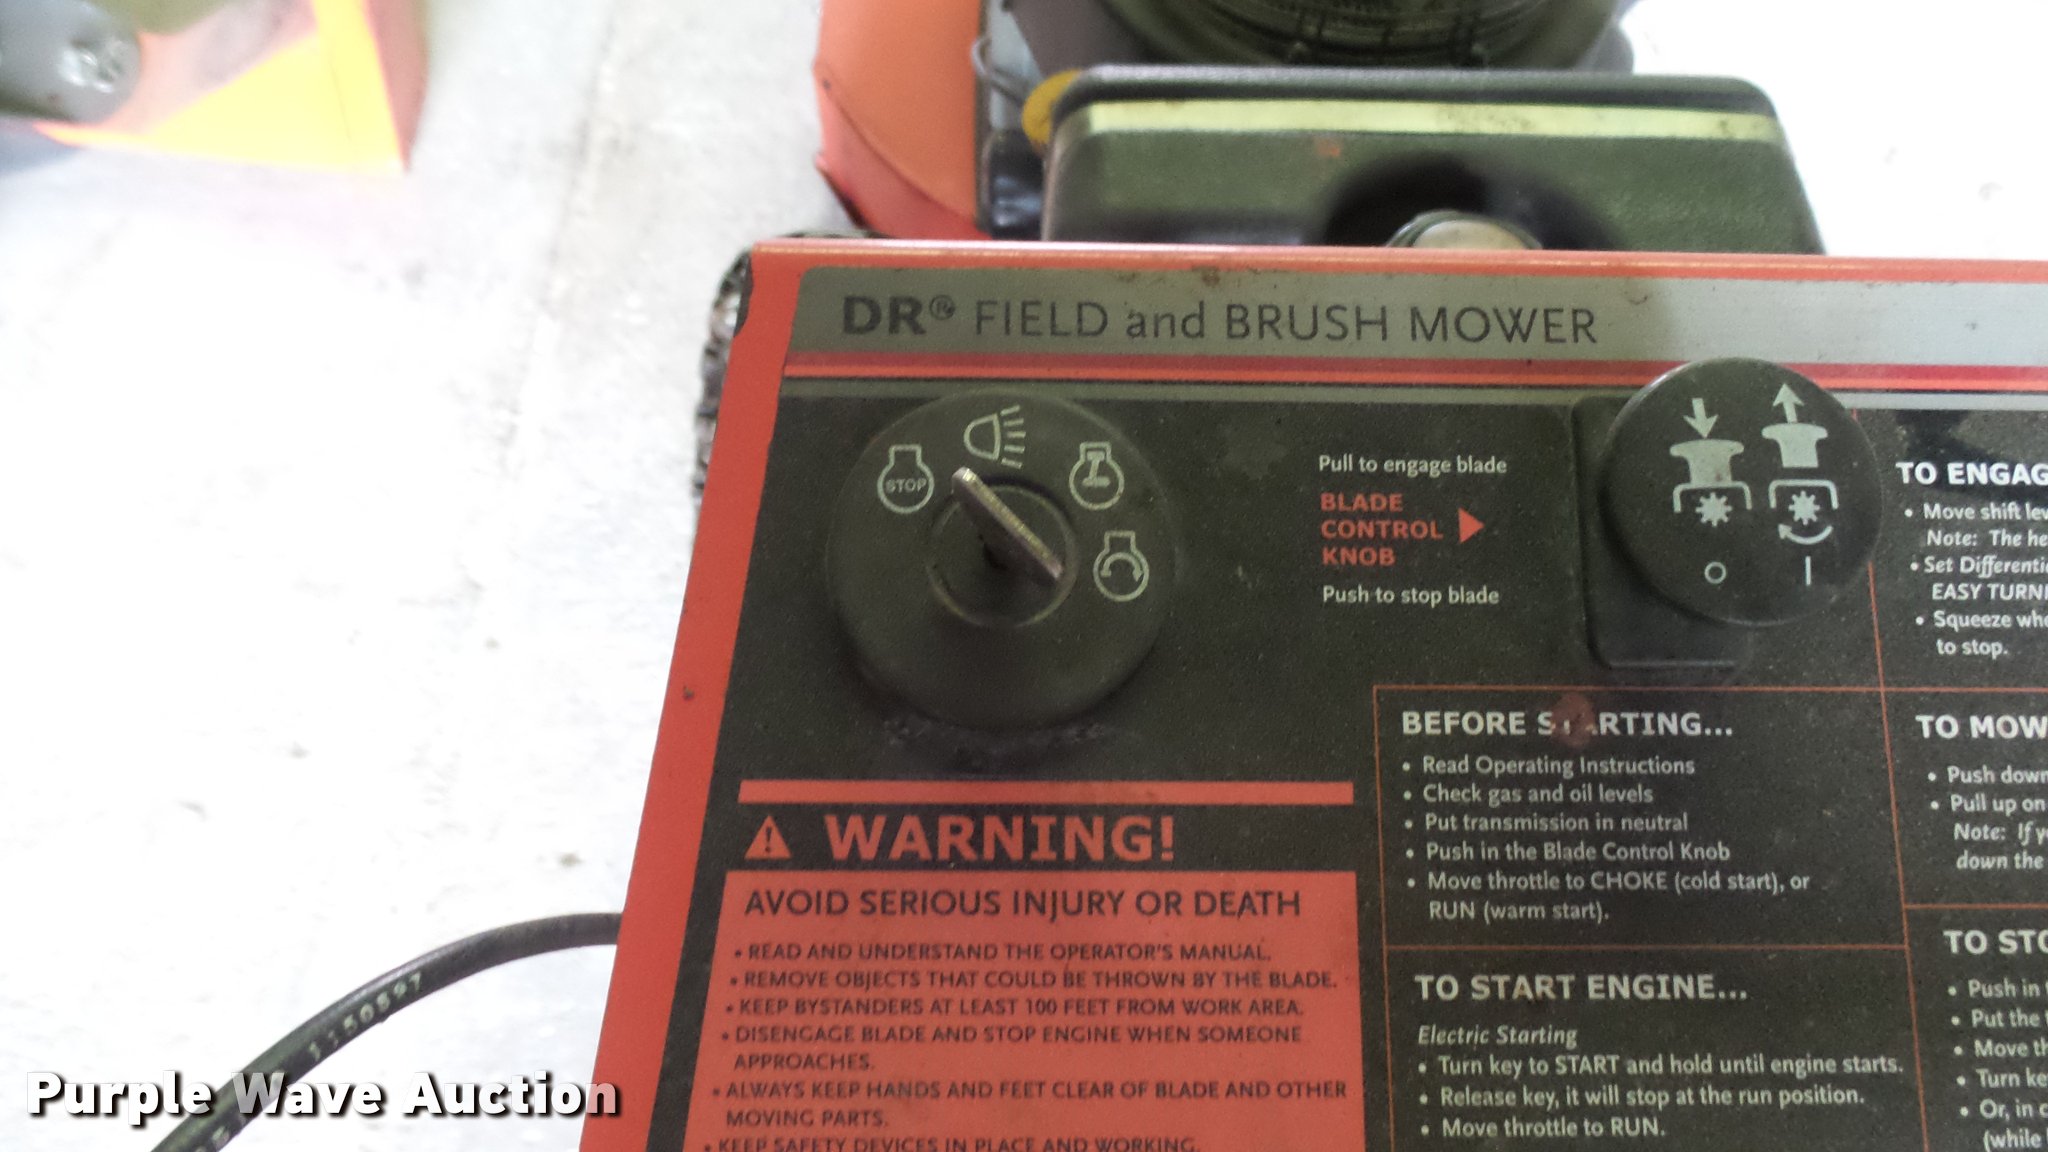 DR® FIELD and BRUSH MOWER
STOP
Pull to engage blade
BLADE
CONTROL
KNOB
Push to stop blade
WARNING!
AVOID SERIOUS INJURY OR DEATH
• READ AND UNDERSTAND THE OPERATOR'S MANUAL.
• REMOVE OBJECTS THAT COULD BE THROWN BY THE BLADE.
• KEEP BYSTANDERS AT LEAST 100 FEET FROM WORK AREA.
• DISENGAGE BLADE AND STOP ENGINE WHEN SOMEONE
APPROACHES.
• ALWAYS KEEP HANDS AND FEET CLEAR OF BLADE AND OTHER
MOVING PARTS.
• KEEP SAFETY DEVICES IN PLACE AND WORKING.
BEFORE STARTING...
• Read Operating Instructions
• Check gas and oil levels
• Put transmission in neutral
• Push in the Blade Control Knob
• Move throttle to CHOKE (cold start), or
RUN (warm start).
TO START ENGINE...
Electric Starting
• Turn key to START and hold until engine starts.
• Release key, it will stop at the run position.
• Move throttle to RUN.
TO ENGAG
• Move shift lev
Note: The he
• Set Differenti
EASY TURNI
• Squeeze whe
to stop.
TO MOW
• Push down
• Pull up on
Note: If y
down the
TO STO
• Push in
• Put the
• Move th
• Turn ke
• Or, in c
(while
1150597
Purple Wave Auction